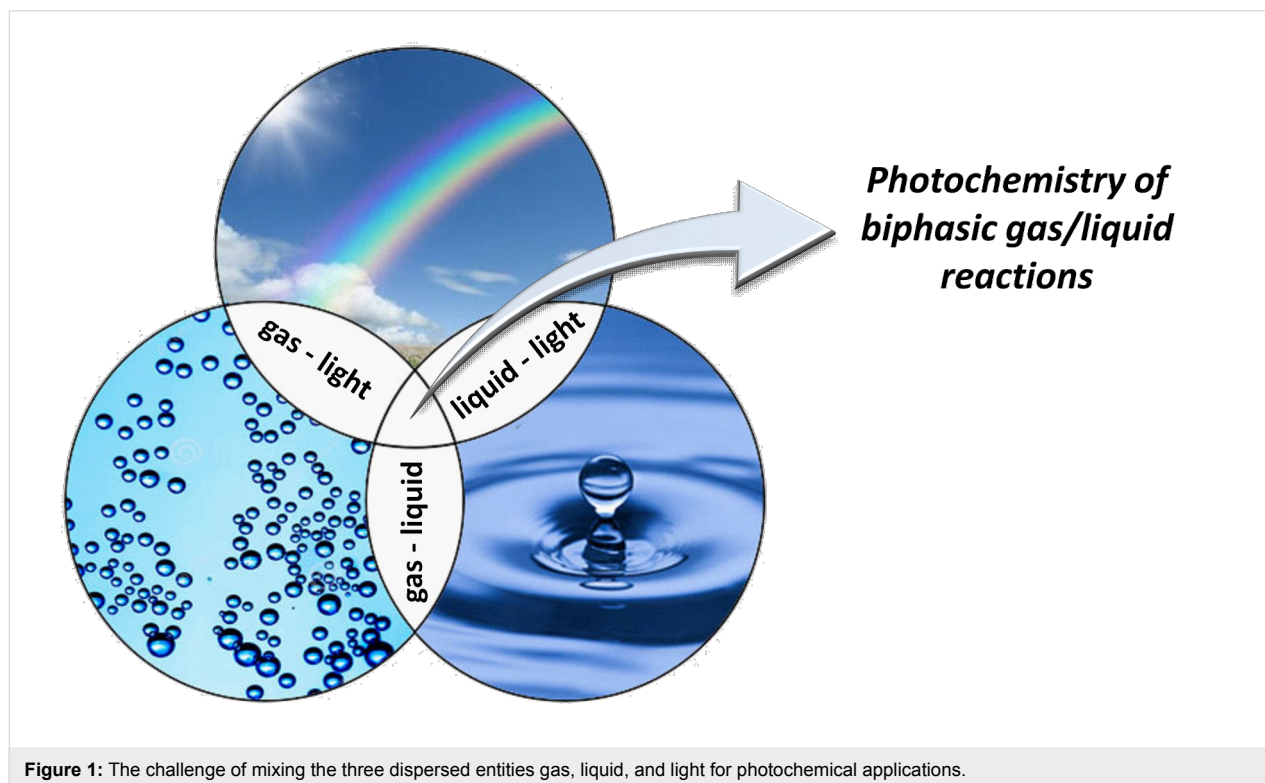 Photochemistry of
biphasic gas/liquid
reactions
gas - light
liquid - light
gas - liquid
Figure 1: The challenge of mixing the three dispersed entities gas, liquid, and light for photochemical applications.